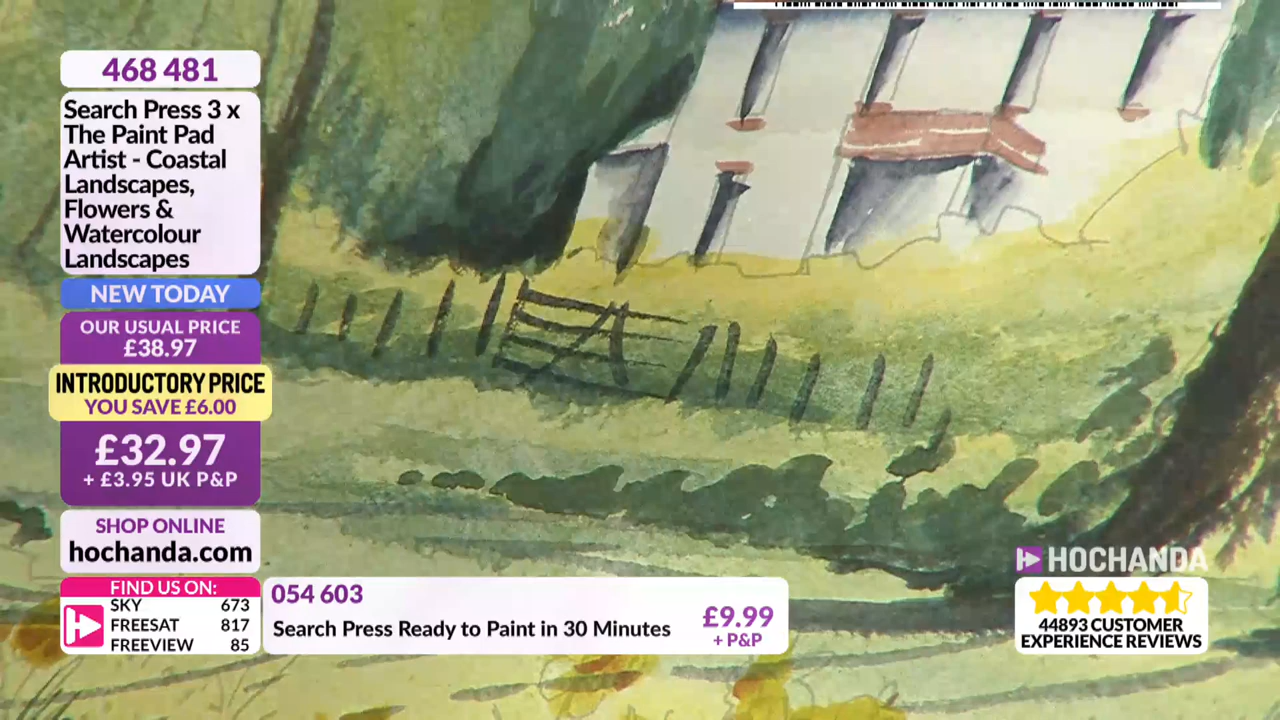 468 481
Search Press 3 x
The Paint Pad
Artist - Coastal
Landscapes,
Flowers &
Watercolour
Landscapes
NEW TODAY
OUR USUAL PRICE
£38.97
INTRODUCTORY PRICE
YOU SAVE £6.00
£32.97
+ £3.95 UK P&P
SHOP ONLINE
hochanda.com
FIND US ON:
SKY 673
FREESAT 817
FREEVIEW 85
054 603
Search Press Ready to Paint in 30 Minutes
£9.99
+ P&P
HOCHANDA
44893 CUSTOMER
EXPERIENCE REVIEWS